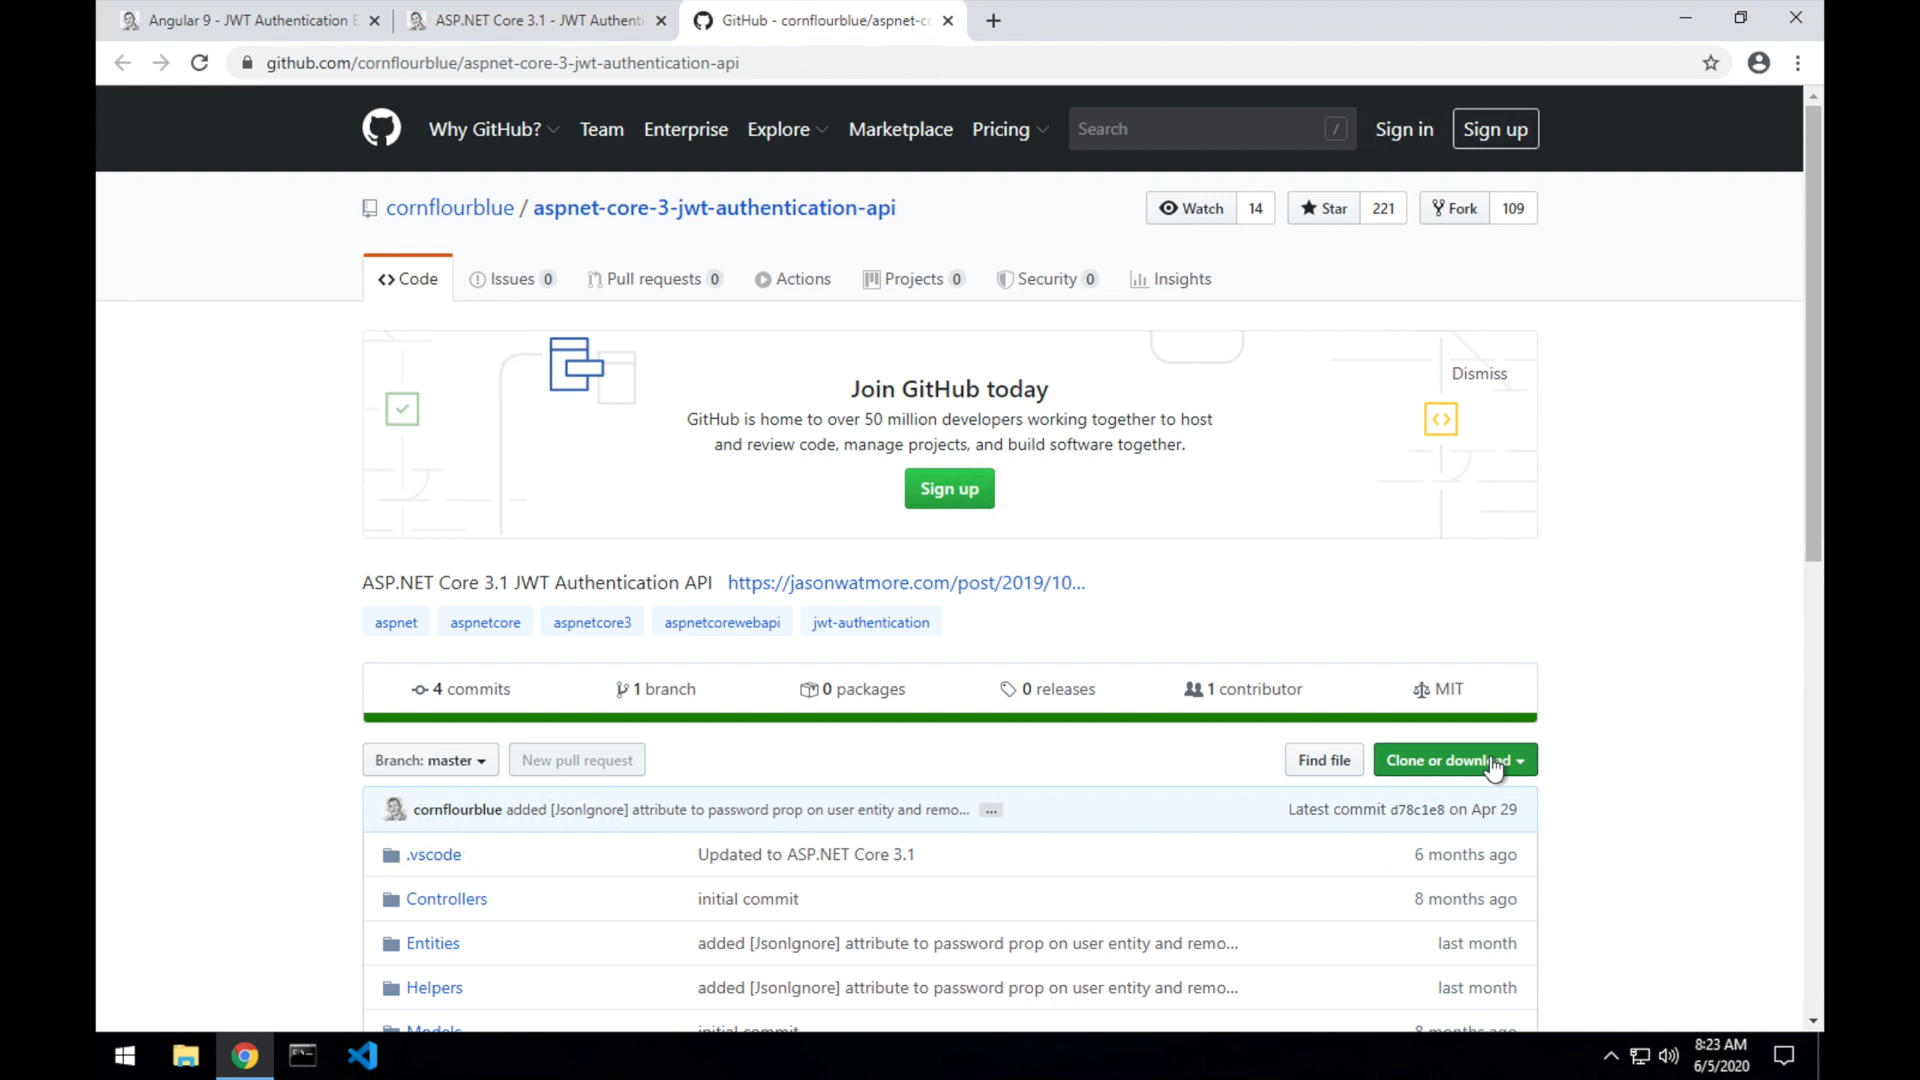 Angular 9 - JWT Authentication E
ASP.NET Core 3.1 - JWT Authenti
GitHub - cornflourblue/aspnet-co
github.com/cornflourblue/aspnet-core-3-jwt-authentication-api
Why GitHub? Team Enterprise Explore Marketplace Pricing Search / Sign in Sign up
cornflourblue / aspnet-core-3-jwt-authentication-api
Watch 14 Star 221 Fork 109
Code Issues 0 Pull requests 0 Actions Projects 0 Security 0 Insights
Dismiss
Join GitHub today
GitHub is home to over 50 million developers working together to host
and review code, manage projects, and build software together.
Sign up
ASP.NET Core 3.1 JWT Authentication API https://jasonwatmore.com/post/2019/10...
aspnet aspnetcore aspnetcore3 aspnetcorewebapi jwt-authentication
4 commits 1 branch 0 packages 0 releases 1 contributor MIT
Branch: master New pull request Find file Clone or download
cornflourblue added [JsonIgnore] attribute to password prop on user entity and remo... ... Latest commit d78c1e8 on Apr 29
.vscode Updated to ASP.NET Core 3.1 6 months ago
Controllers initial commit 8 months ago
Entities added [JsonIgnore] attribute to password prop on user entity and remo... last month
Helpers added [JsonIgnore] attribute to password prop on user entity and remo... last month
Models initial commit 8 months ago
8:23 AM
6/5/2020